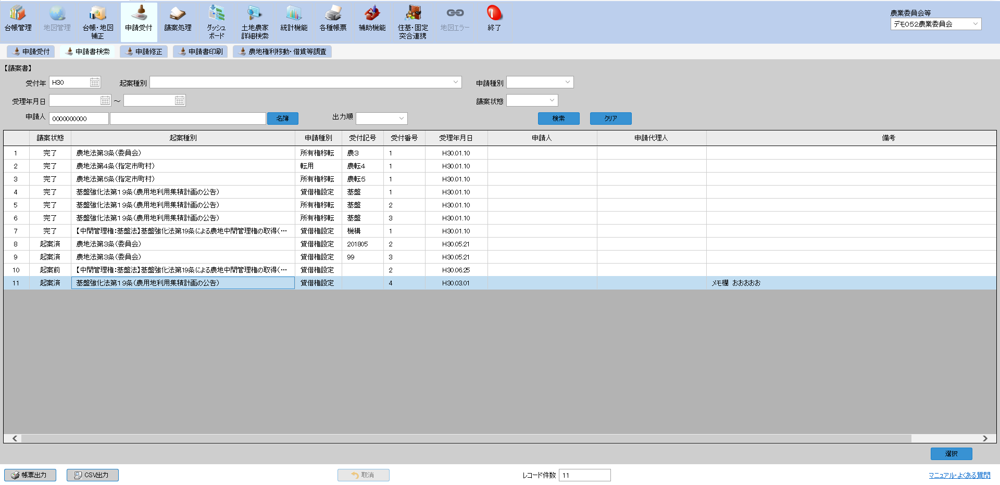 台帳管理 地図管理 台帳・地図補正 申請受付 議案処理 ダッシュボード 土地農家詳細検索 統計機能 各種帳票 補助機能 住基・固定突合連携 地図エラー 終了
農業委員会等
デモ052農業委員会
申請受付 申請書検索 申請修正 申請書印刷 農地権利移動・借賃等調査
【議案書】
受付年 H30 起案種別 申請種別
受理年月日 ～ 議案状態
申請人 0000000000 名簿 出力順 検索 クリア
議案状態 起案種別 申請種別 受付記号 受付番号 受理年月日 申請人 申請代理人 備考
1 完了 農地法第3条(委員会) 所有権移転 農3 1 H30.01.10
2 完了 農地法第4条(指定市町村) 転用 農転4 1 H30.01.10
3 完了 農地法第5条(指定市町村) 所有権移転 農転5 1 H30.01.10
4 完了 基盤強化法第19条(農用地利用集積計画の公告) 貸借権設定 基盤 1 H30.01.10
5 完了 基盤強化法第19条(農用地利用集積計画の公告) 所有権移転 基盤 2 H30.01.10
6 完了 基盤強化法第19条(農用地利用集積計画の公告) 所有権移転 基盤 3 H30.01.10
7 完了 【中間管理権：基盤法】基盤強化法第19条による農地中間管理権の取得(… 貸借権設定 機構 1 H30.01.10
8 起案済 農地法第3条(委員会) 貸借権設定 201805 2 H30.05.21
9 起案済 農地法第3条(委員会) 貸借権設定 99 3 H30.05.21
10 起案前 【中間管理権：基盤法】基盤強化法第19条による農地中間管理権の取得(… 貸借権設定 2 H30.06.25
11 起案済 基盤強化法第19条(農用地利用集積計画の公告) 貸借権設定 4 H30.03.01 メモ欄 おおおおお
選択
帳票出力 CSV出力 取消 レコード件数 11 マニュアル・よくある質問